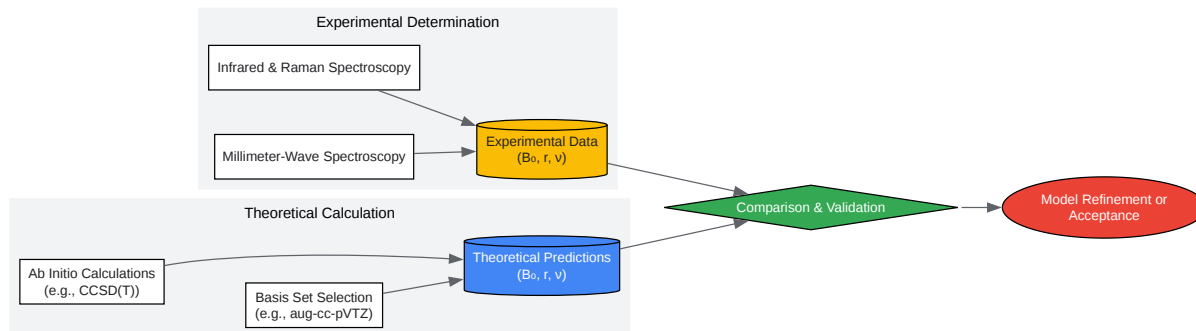 Experimental Determination
Infrared & Raman Spectroscopy
Millimeter-Wave Spectroscopy
Experimental Data
(B₀, r, ν)
Theoretical Calculation
Ab Initio Calculations
(e.g., CCSD(T))
Basis Set Selection
(e.g., aug-cc-pVTZ)
Theoretical Predictions
(B₀, r, ν)
Comparison & Validation
Model Refinement or
Acceptance